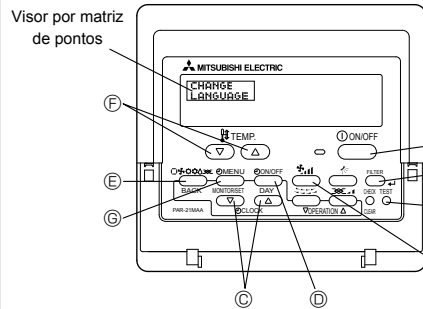 Visor por matriz
de pontos
MITSUBISHI ELECTRIC
CHANGE
LANGUAGE
F
TEMP.
ON/OFF
E
MENU
ON/OFF
FILTER
BACK
MONITOR/SET
DAY
CHECK TEST
PAR-21MAA
CLOCK
OPERATION
CLEAR
G
C
D